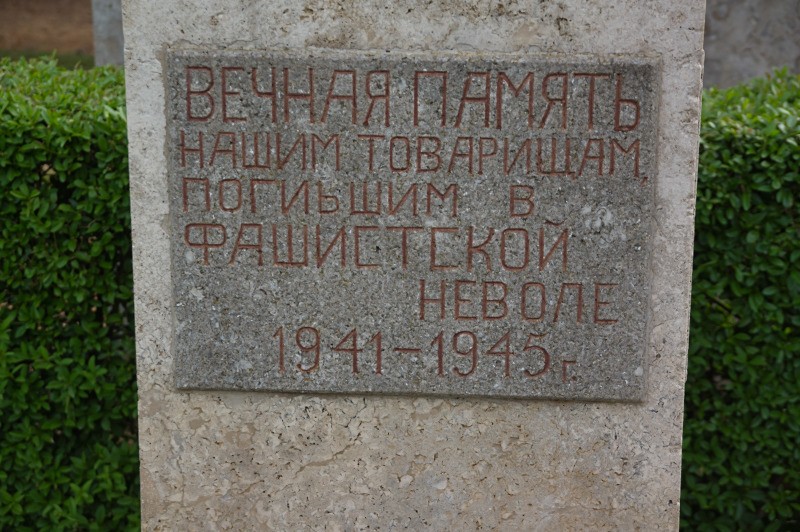 ВЕЧНАЯ ПАМЯТЬ
НАШИМ ТОВАРИЩАМ,
ПОГИЬШИМ В
ФАШИСТСКОЙ
НЕВОЛЕ
1941-1945 г.